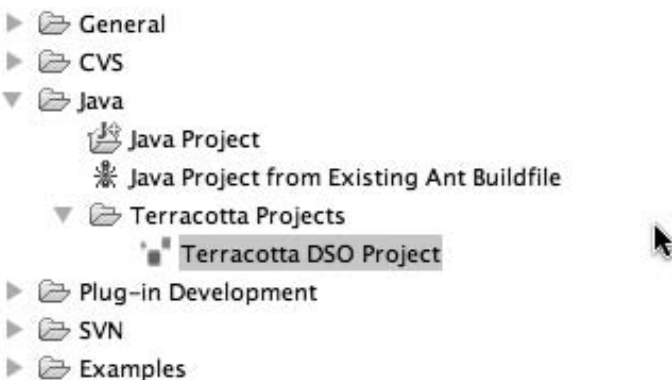 General
CVS
Java
Java Project
Java Project from Existing Ant Buildfile
Terracotta Projects
Terracotta DSO Project
Plug-in Development
SVN
Examples